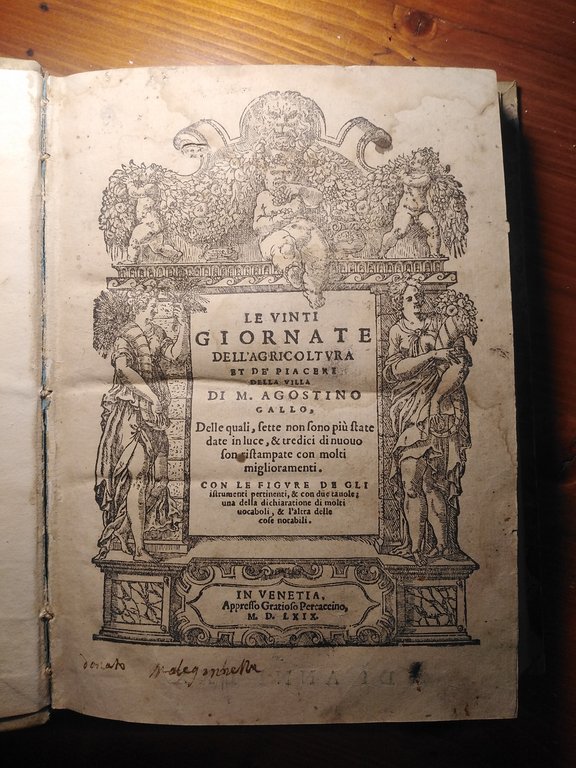 LE VINTI
GIORNATE
DELL'AGRICOLTVRA
ET DE' PIACERI
DELLA VILLA
DI M. AGOSTINO
GALLO,
Delle quali, ſette non ſono più ſtate
date in luce, & tredici di nuouo
ſon riſtampate con molti
miglioramenti.
CON LE FIGVRE DE GLI
iſtrumenti pertinenti, & con due tauole;
una della dichiaratione di molti
uocaboli, & l'altra delle
coſe notabili.
IN VENETIA,
Appreſſo Gratioſo Percaccino,
M. D. LXIX.
donato